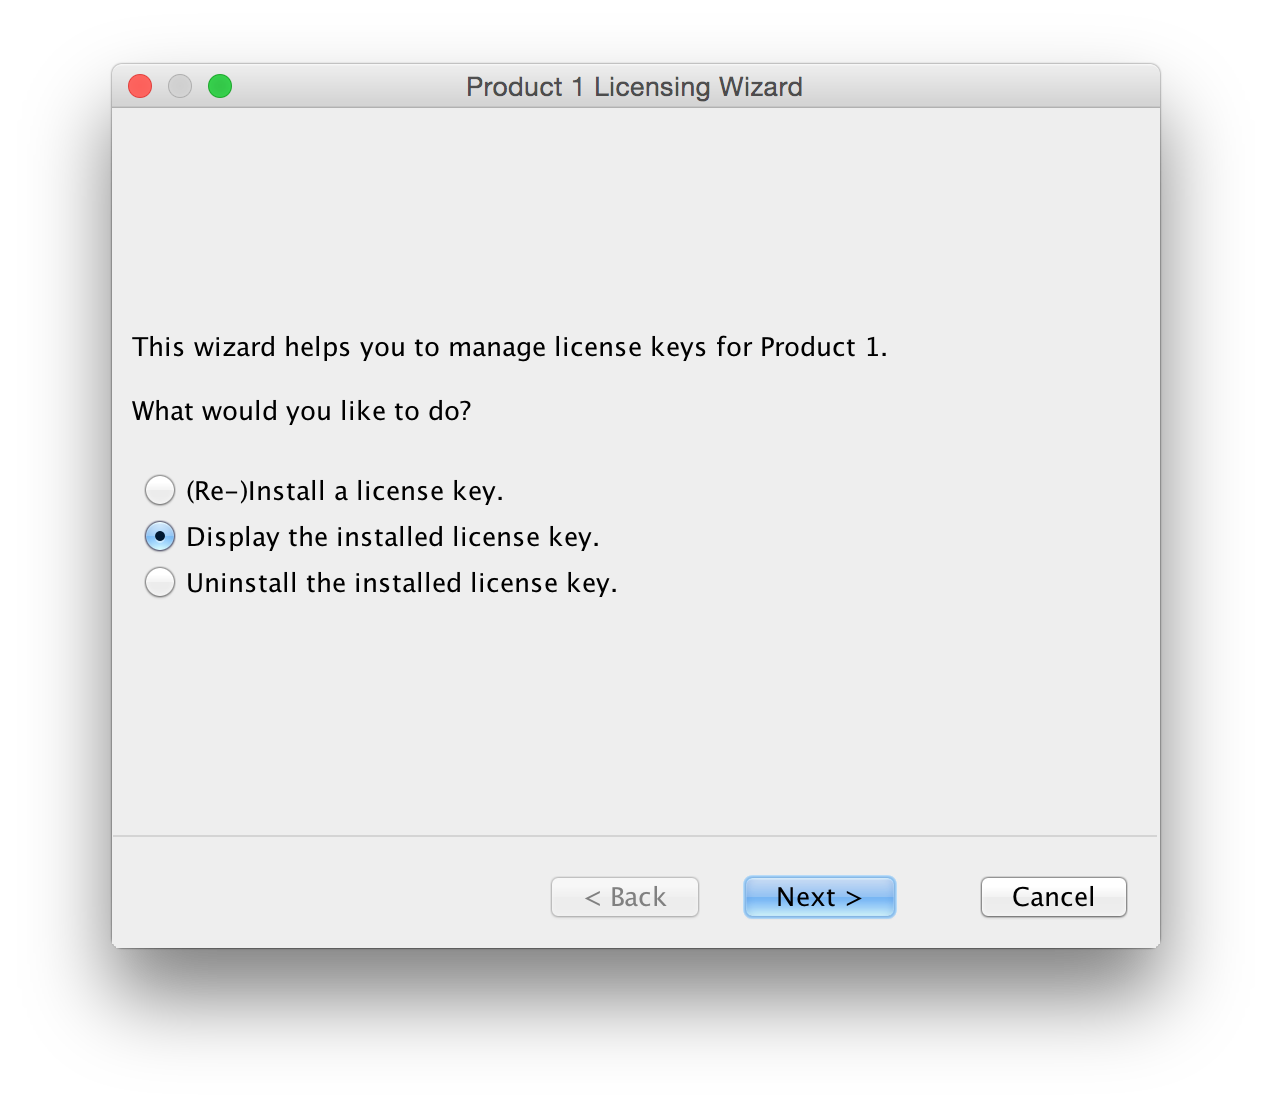 Product 1 Licensing Wizard
This wizard helps you to manage license keys for Product 1.
What would you like to do?
(Re-)Install a license key.
Display the installed license key.
Uninstall the installed license key.
< Back
Next >
Cancel